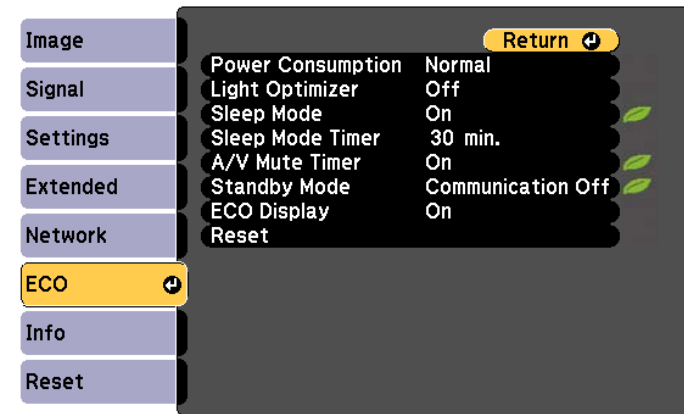 Image
Signal
Settings
Extended
Network
ECO
Info
Reset
Return
Power Consumption Normal
Light Optimizer Off
Sleep Mode On
Sleep Mode Timer 30 min.
A/V Mute Timer On
Standby Mode Communication Off
ECO Display On
Reset